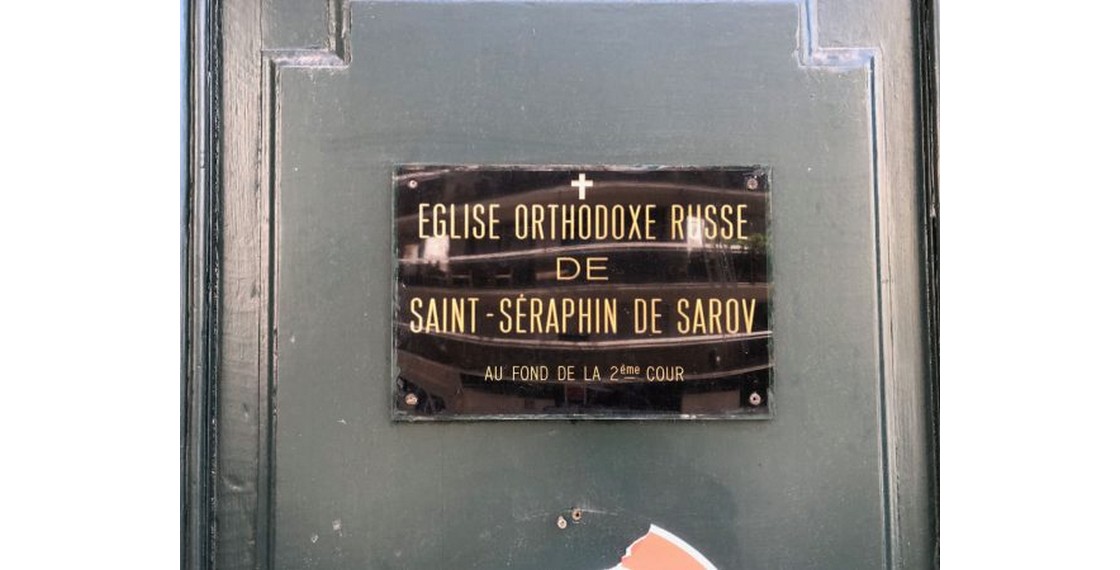 EGLISE ORTHODOXE RUSSE
DE
SAINT-SÉRAPHIN DE SAROV
AU FOND DE LA 2ème COUR